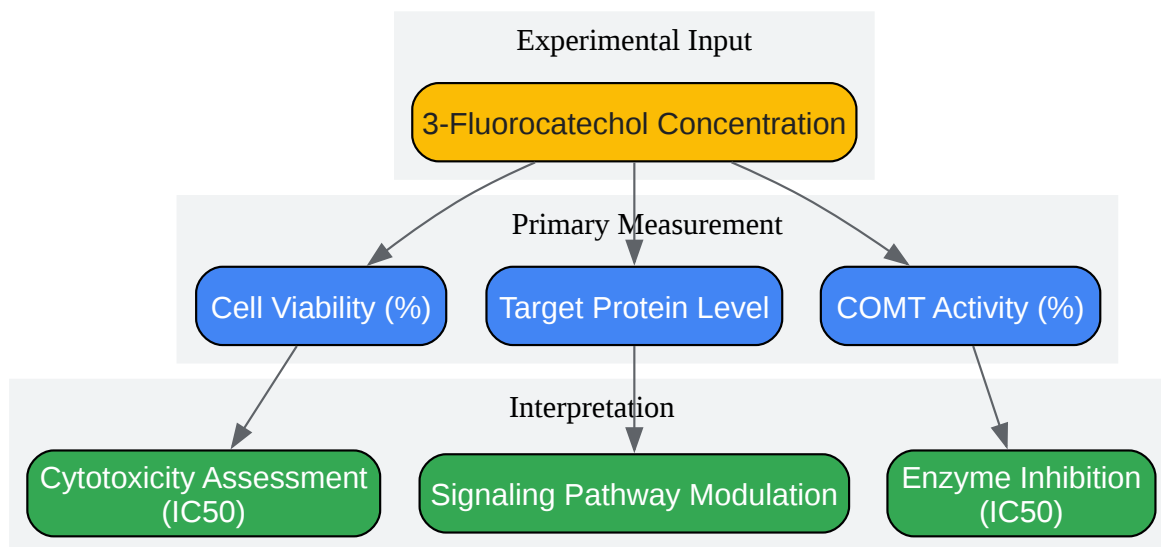 Experimental Input
3-Fluorocatechol Concentration
Primary Measurement
Cell Viability (%)
Target Protein Level
COMT Activity (%)
Interpretation
Cytotoxicity Assessment
(IC50)
Signaling Pathway Modulation
Enzyme Inhibition
(IC50)